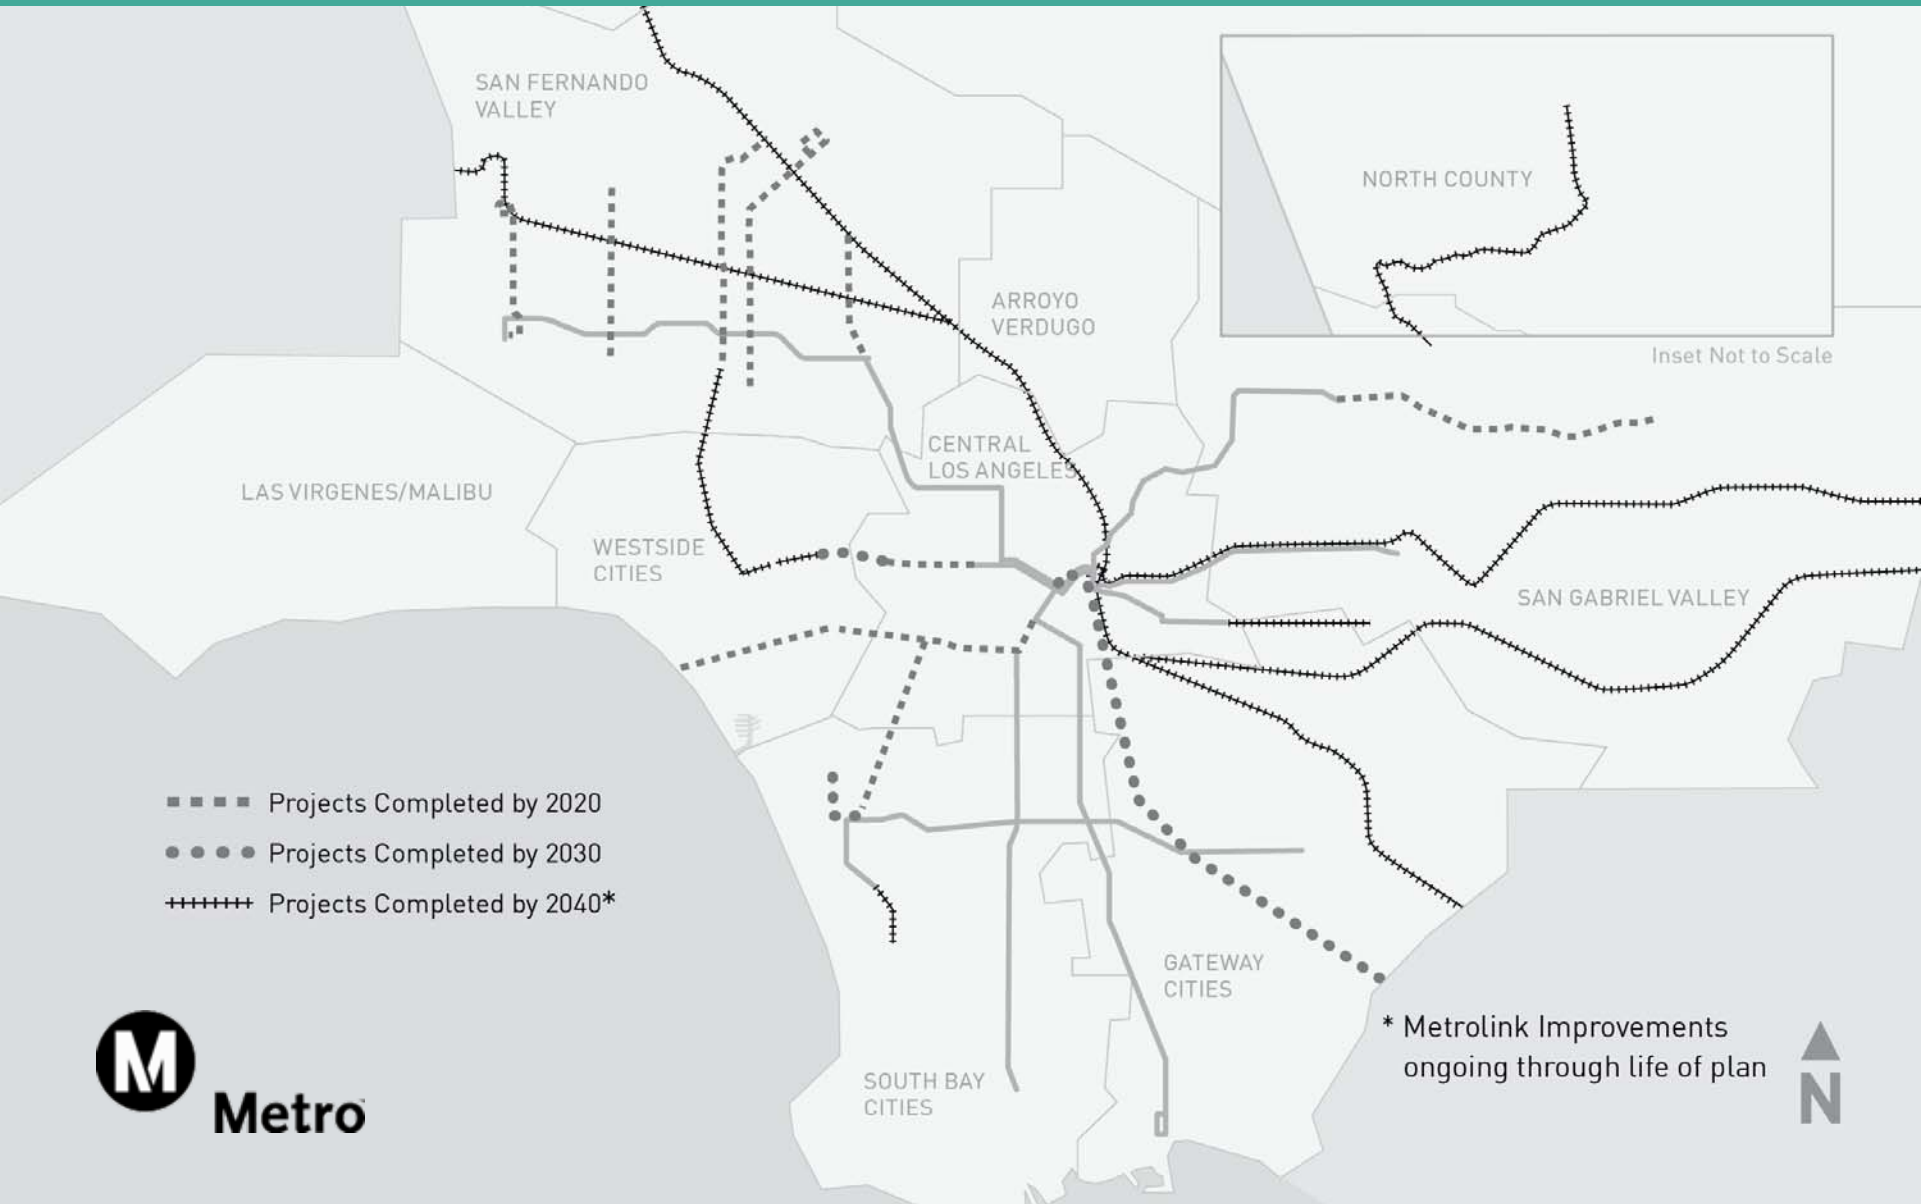 SAN FERNANDO
VALLEY
NORTH COUNTY
ARROYO
VERDUGO
Inset Not to Scale
CENTRAL
LOS ANGELES
LAS VIRGENES/MALIBU
WESTSIDE
CITIES
SAN GABRIEL VALLEY
Projects Completed by 2020
Projects Completed by 2030
Projects Completed by 2040*
GATEWAY
CITIES
* Metrolink Improvements
ongoing through life of plan
SOUTH BAY
CITIES
M
Metro
N